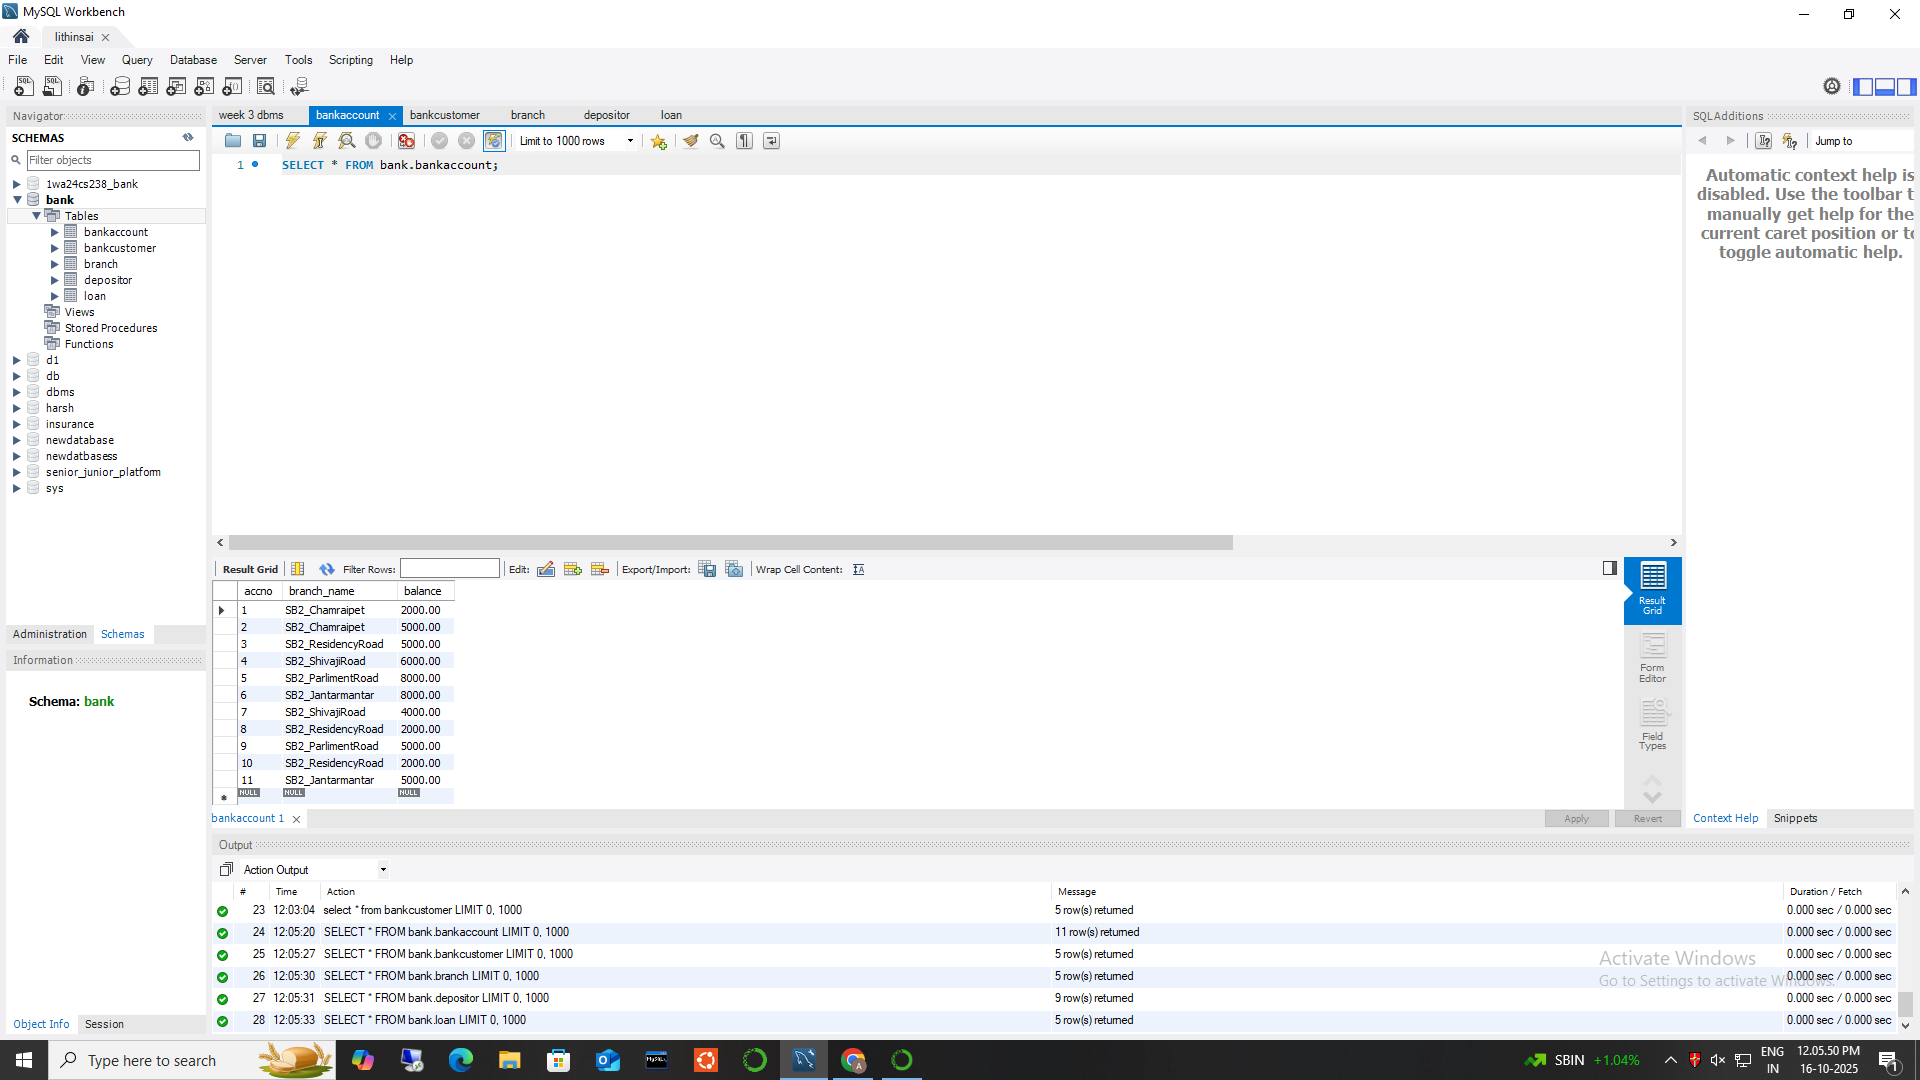 MySQL Workbench
lithinsai
File Edit View Query Database Server Tools Scripting Help
Navigator
SCHEMAS
Filter objects
1wa24cs238_bank
bank
Tables
bankaccount
bankcustomer
branch
depositor
loan
Views
Stored Procedures
Functions
d1
db
dbms
harsh
insurance
newdatabase
newdatbasess
senior_junior_platform
sys
Administration Schemas
Information
Schema: bank
Object Info Session
week 3 dbms bankaccount bankcustomer branch depositor loan
Limit to 1000 rows
1 SELECT * FROM bank.bankaccount;
Result Grid Filter Rows: Edit: Export/Import: Wrap Cell Content:
accno branch_name balance
1 SB2_Chamraipet 2000.00
2 SB2_Chamraipet 5000.00
3 SB2_ResidencyRoad 5000.00
4 SB2_ShivajiRoad 6000.00
5 SB2_ParlimentRoad 8000.00
6 SB2_Jantarmantar 8000.00
7 SB2_ShivajiRoad 4000.00
8 SB2_ResidencyRoad 2000.00
9 SB2_ParlimentRoad 5000.00
10 SB2_ResidencyRoad 2000.00
11 SB2_Jantarmantar 5000.00
NULL NULL NULL
Result
Grid
Form
Editor
Field
Types
bankaccount 1
Apply Revert
SQLAdditions
Jump to
Automatic context help is
disabled. Use the toolbar t
manually get help for the
current caret position or to
toggle automatic help.
Context Help Snippets
Output
Action Output
# Time Action Message Duration / Fetch
23 12:03:04 select * from bankcustomer LIMIT 0, 1000 5 row(s) returned 0.000 sec / 0.000 sec
24 12:05:20 SELECT * FROM bank.bankaccount LIMIT 0, 1000 11 row(s) returned 0.000 sec / 0.000 sec
25 12:05:27 SELECT * FROM bank.bankcustomer LIMIT 0, 1000 5 row(s) returned 0.000 sec / 0.000 sec
26 12:05:30 SELECT * FROM bank.branch LIMIT 0, 1000 5 row(s) returned 0.000 sec / 0.000 sec
27 12:05:31 SELECT * FROM bank.depositor LIMIT 0, 1000 9 row(s) returned 0.000 sec / 0.000 sec
28 12:05:33 SELECT * FROM bank.loan LIMIT 0, 1000 5 row(s) returned 0.000 sec / 0.000 sec
Activate Windows
Go to Settings to activate Windows.
Type here to search
SBIN +1.04%
ENG
IN
12.05.50 PM
16-10-2025
1